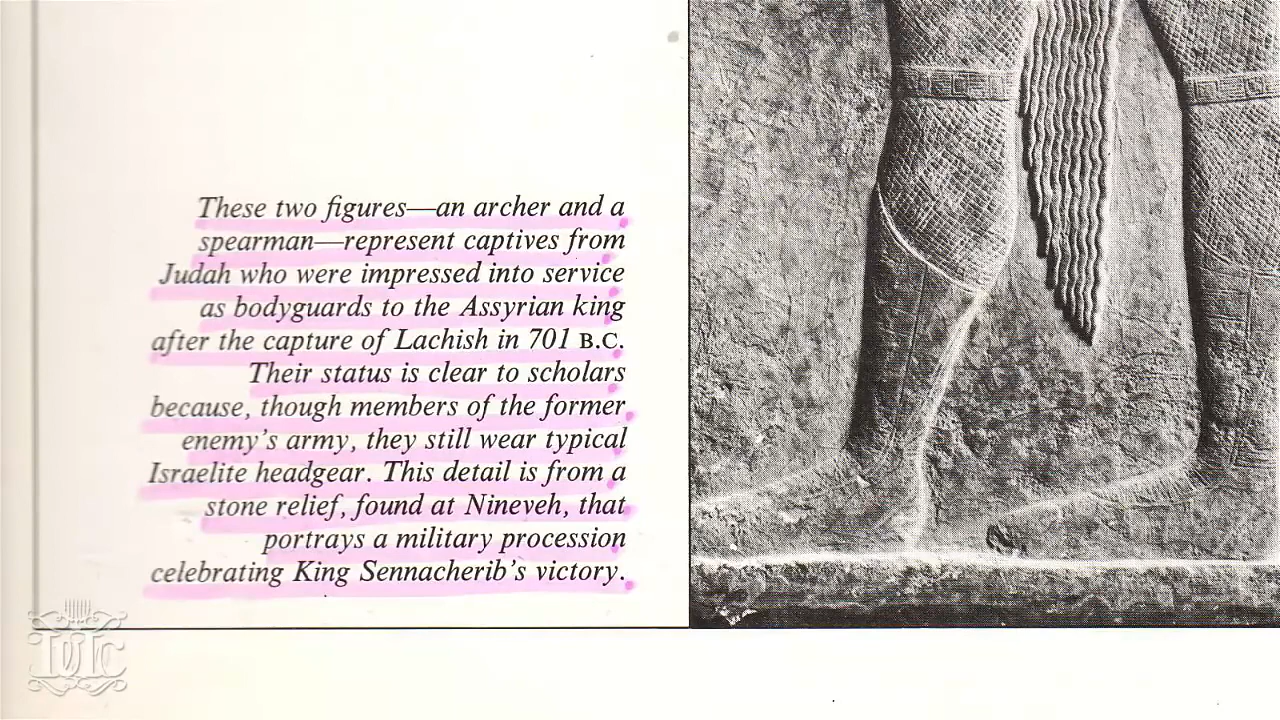 These two figures—an archer and a
spearman—represent captives from
Judah who were impressed into service
as bodyguards to the Assyrian king
after the capture of Lachish in 701 B.C.
Their status is clear to scholars
because, though members of the former
enemy's army, they still wear typical
Israelite headgear. This detail is from a
stone relief, found at Nineveh, that
portrays a military procession
celebrating King Sennacherib's victory.
IUIC